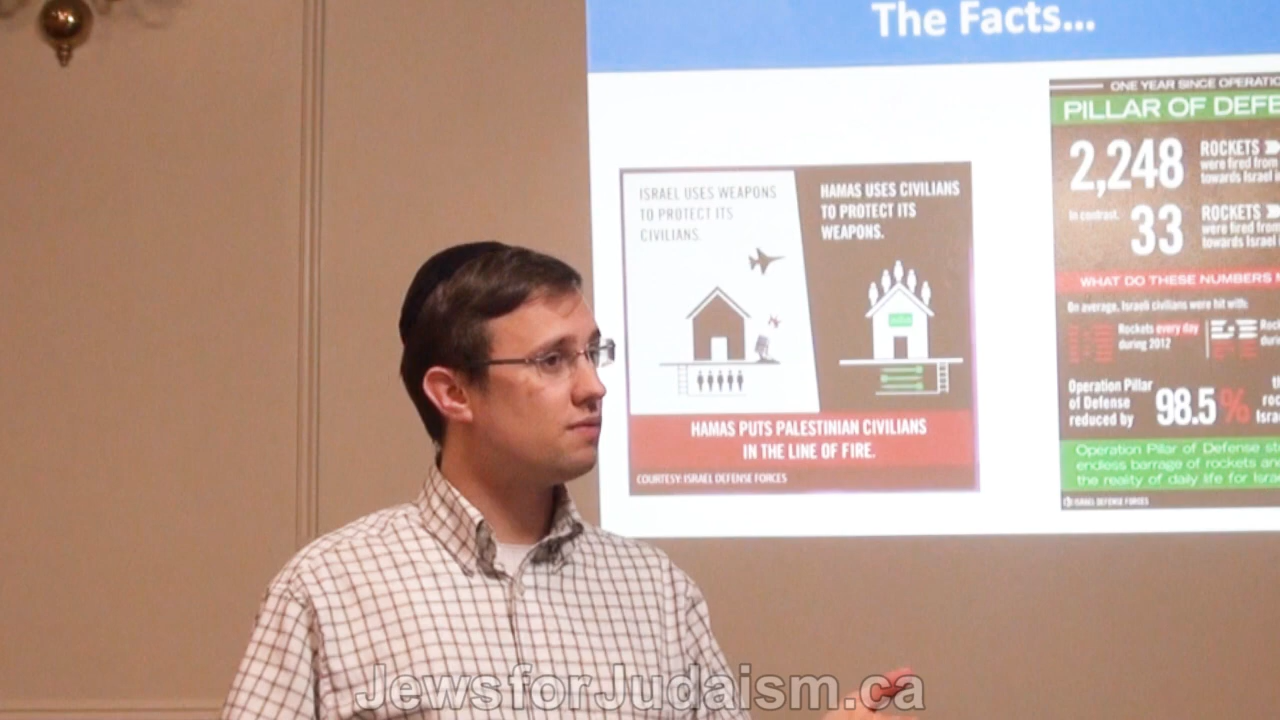 The Facts...
ISRAEL USES WEAPONS
TO PROTECT ITS
CIVILIANS.
HAMAS USES CIVILIANS
TO PROTECT ITS
WEAPONS.
HAMAS PUTS PALESTINIAN CIVILIANS
IN THE LINE OF FIRE.
COURTESY: ISRAEL DEFENSE FORCES
ONE YEAR SINCE
PILLAR OF
2,248
ROCKETS
were fired from
towards Israel
In contrast,
33
ROCKETS
were fired from
towards Israel
WHAT DO THESE NUMBERS
On average, Israeli civilians were hit with:
Rockets every day
during 2012
Operation Pillar
of Defense
reduced by
98.5%
Operation Pillar of Defense
endless barrage of rockets
the reality of daily life for
ISRAEL DEFENSE FORCES
JewsforJudaism.ca